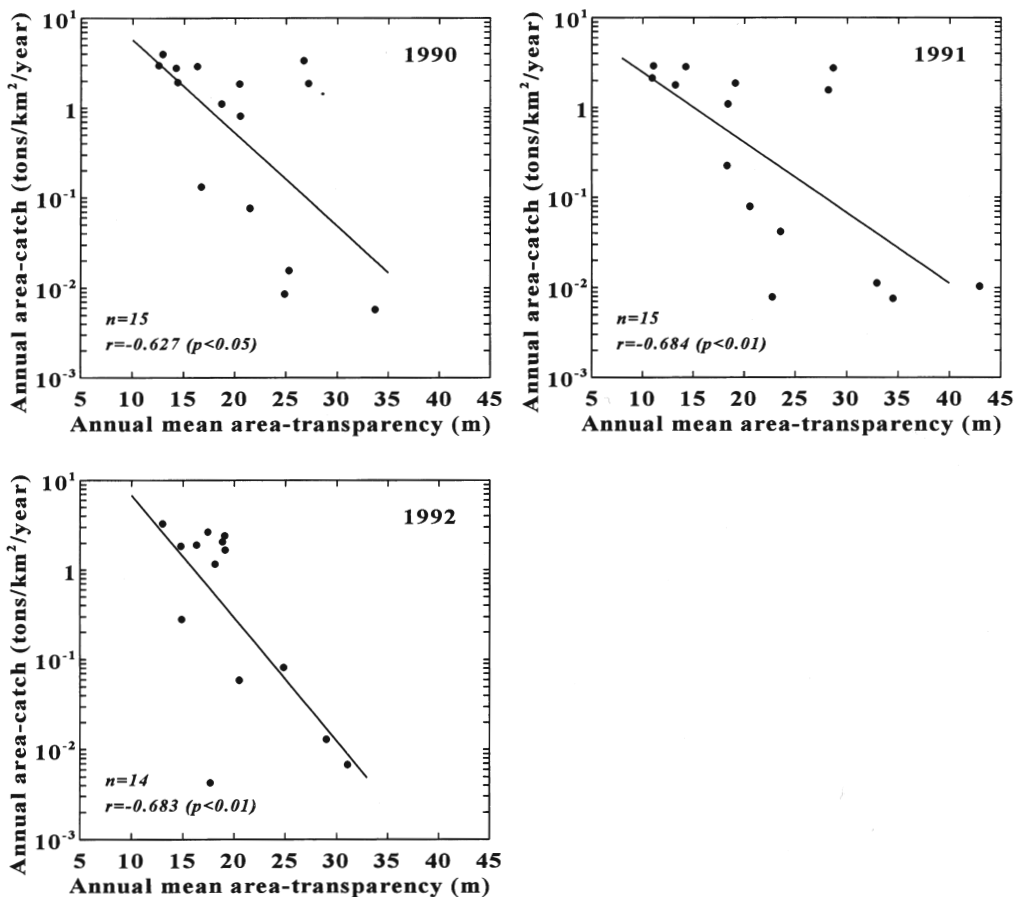 Annual area-catch (tons/km²/year)
10¹
1
10⁻¹
10⁻²
10⁻³
1990
n=15
r=-0.627 (p<0.05)
5 10 15 20 25 30 35 40 45
Annual mean area-transparency (m)
Annual area-catch (tons/km²/year)
10¹
1
10⁻¹
10⁻²
10⁻³
1991
n=15
r=-0.684 (p<0.01)
5 10 15 20 25 30 35 40 45
Annual mean area-transparency (m)
Annual area-catch (tons/km²/year)
10¹
1
10⁻¹
10⁻²
10⁻³
1992
n=14
r=-0.683 (p<0.01)
5 10 15 20 25 30 35 40 45
Annual mean area-transparency (m)